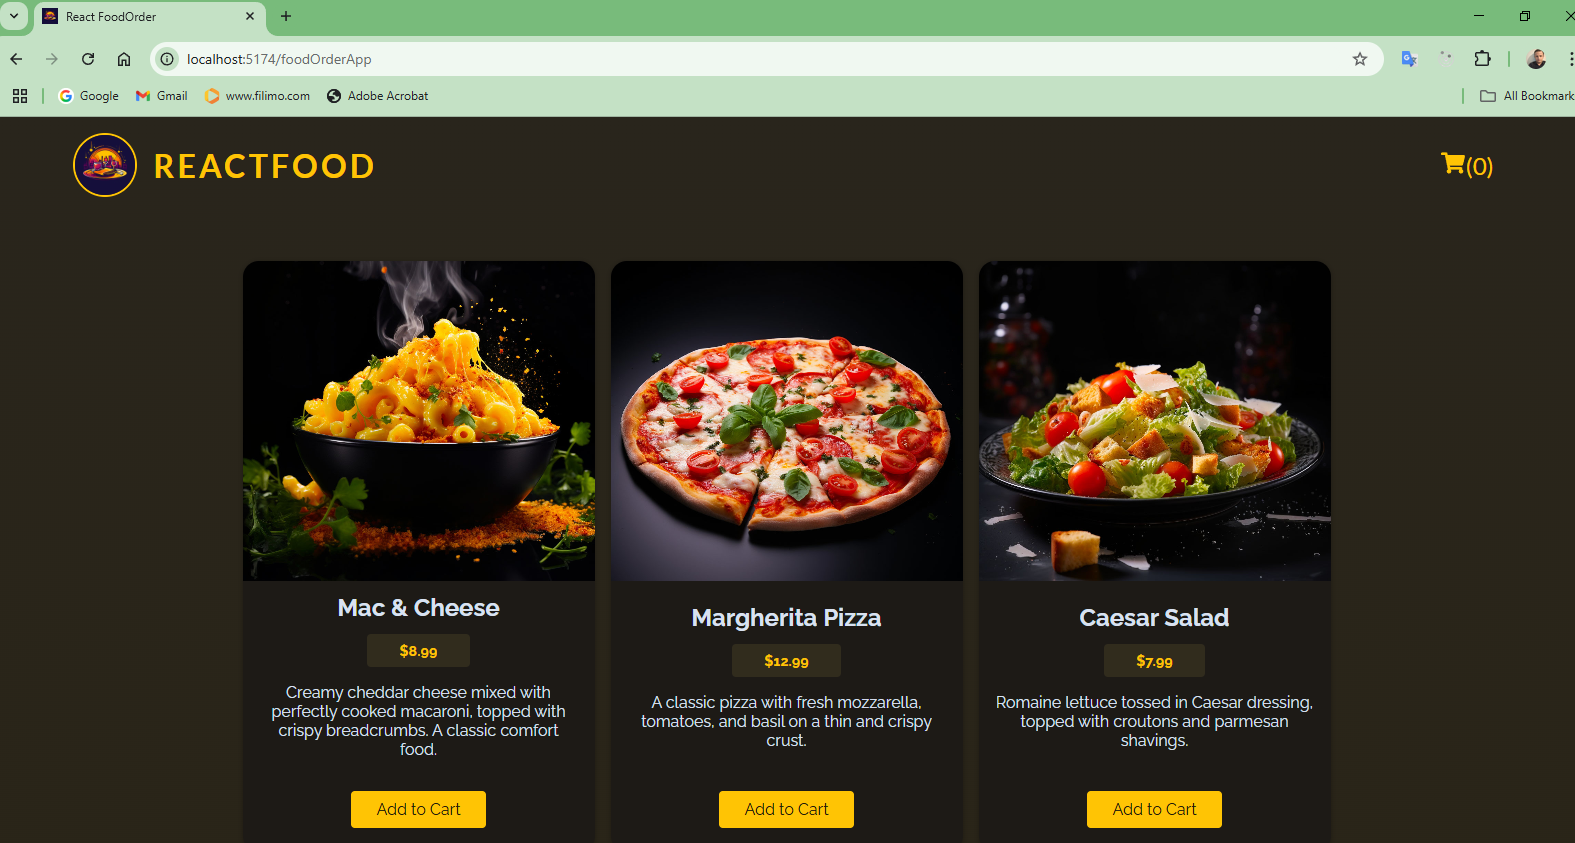 React FoodOrder
localhost:5174/foodOrderApp
Google
Gmail
www.filimo.com
Adobe Acrobat
All Bookmark
REACTFOOD
(0)
Mac & Cheese
$8.99
Creamy cheddar cheese mixed with
perfectly cooked macaroni, topped with
crispy breadcrumbs. A classic comfort
food.
Add to Cart
Margherita Pizza
$12.99
A classic pizza with fresh mozzarella,
tomatoes, and basil on a thin and crispy
crust.
Add to Cart
Caesar Salad
$7.99
Romaine lettuce tossed in Caesar dressing,
topped with croutons and parmesan
shavings.
Add to Cart